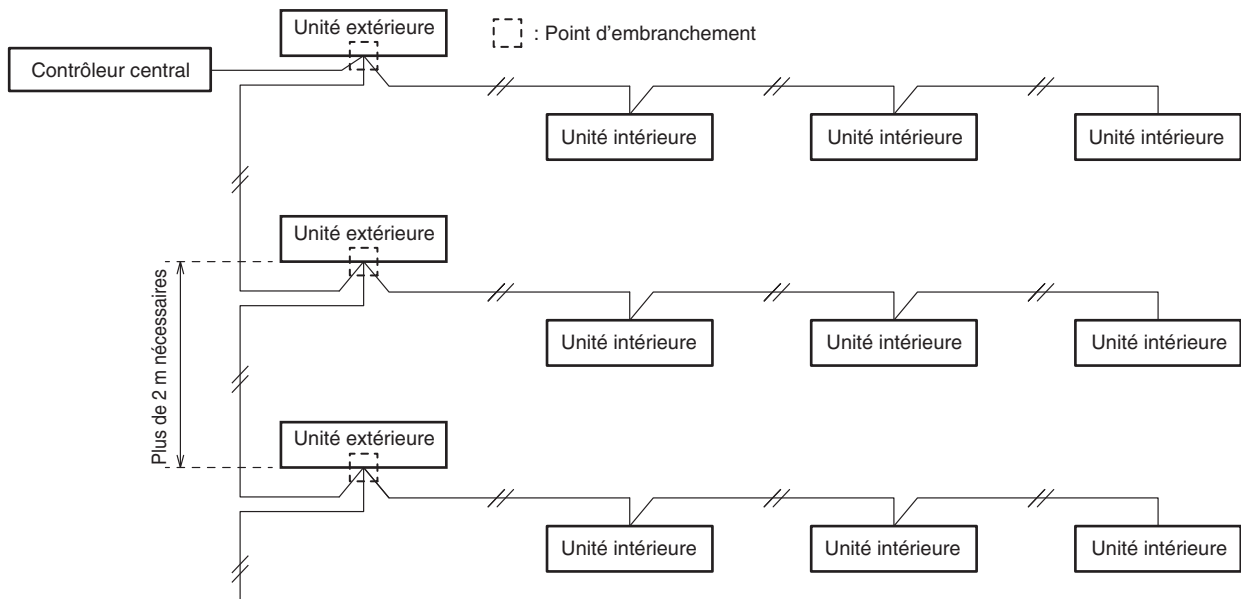 Unité extérieure
: Point d'embranchement
Contrôleur central
Unité intérieure
Unité intérieure
Unité intérieure
Unité extérieure
Plus de 2 m nécessaires
Unité intérieure
Unité intérieure
Unité intérieure
Unité extérieure
Unité intérieure
Unité intérieure
Unité intérieure